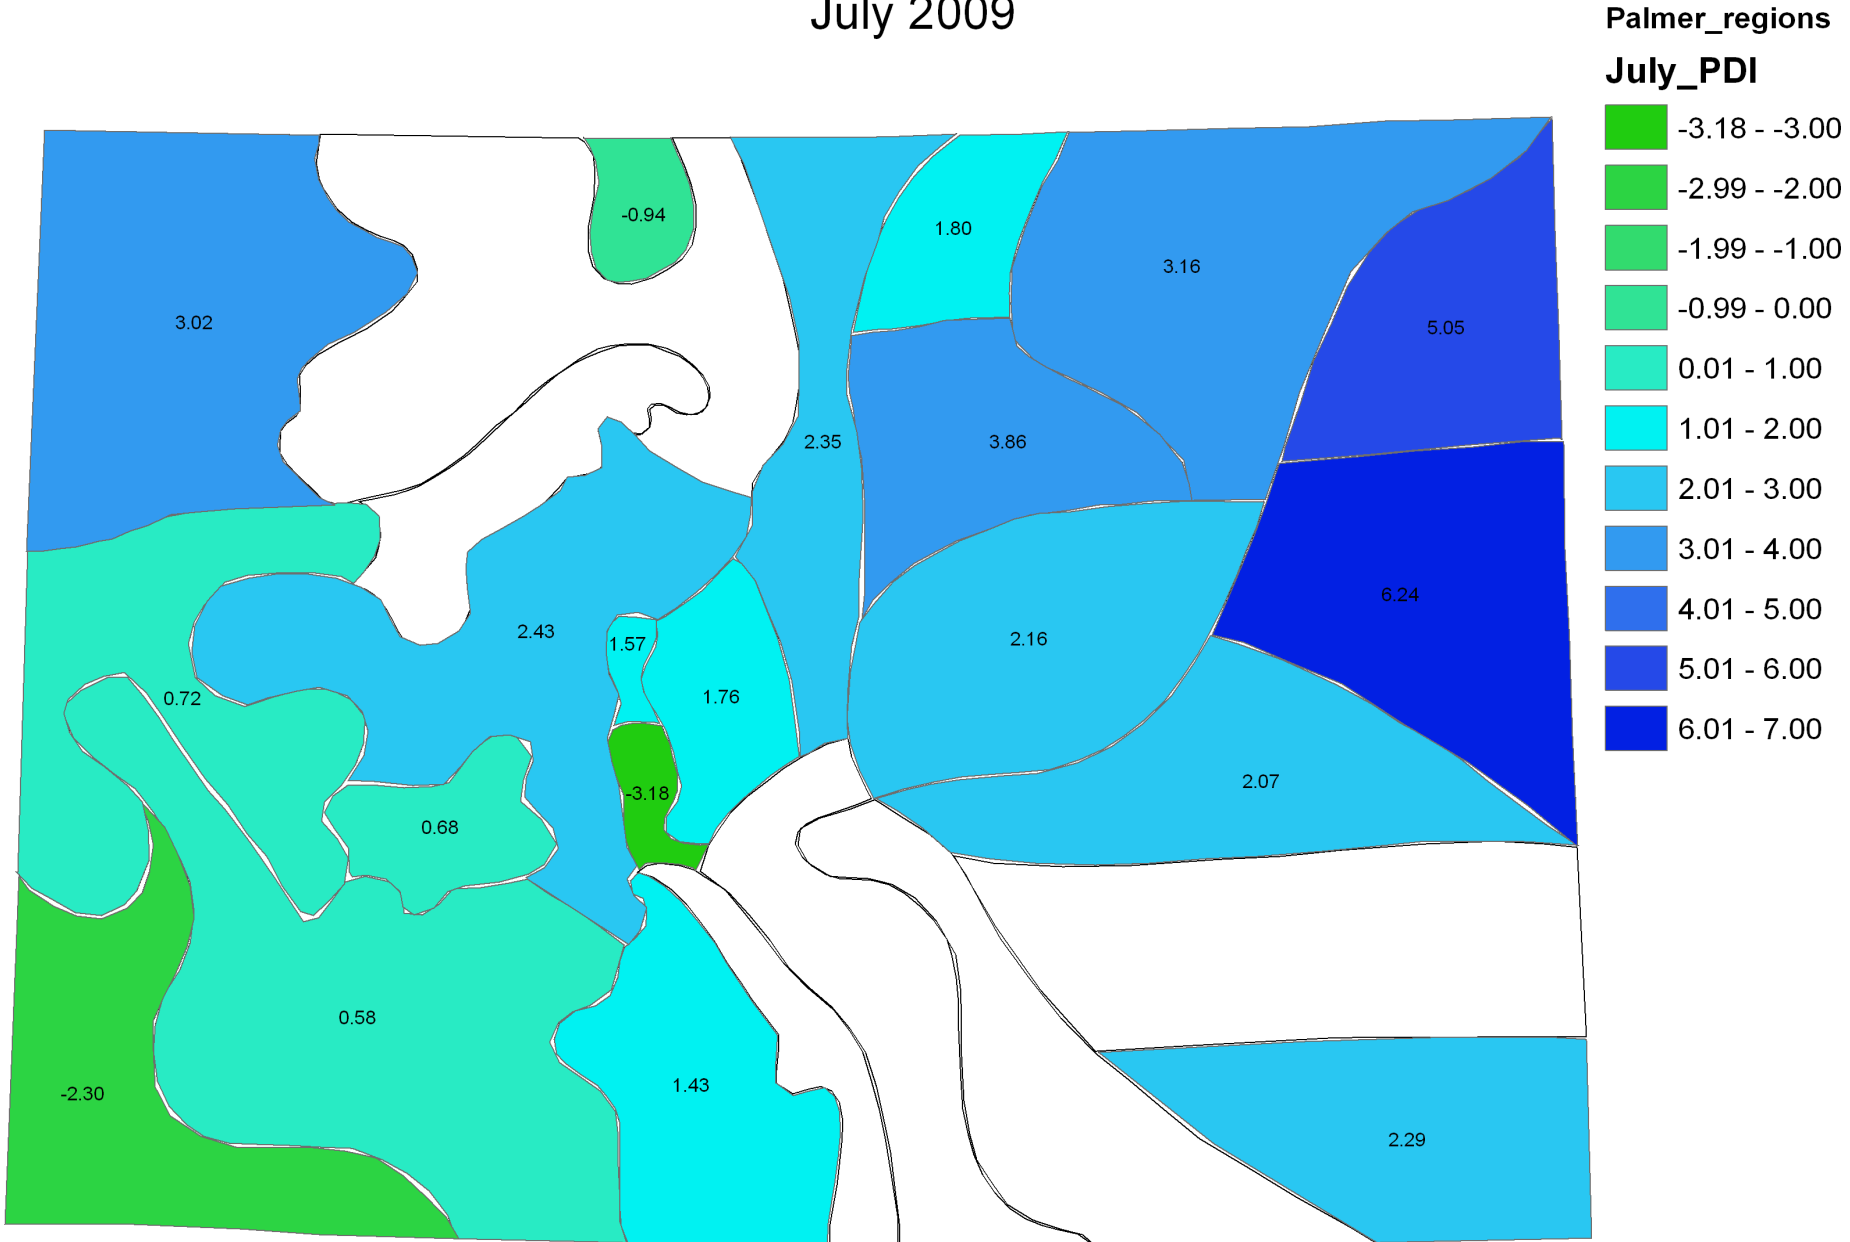 July 2009
Palmer_regions
July_PDI
-3.18 - -3.00
-2.99 - -2.00
-1.99 - -1.00
-0.99 - 0.00
0.01 - 1.00
1.01 - 2.00
2.01 - 3.00
3.01 - 4.00
4.01 - 5.00
5.01 - 6.00
6.01 - 7.00
-0.94
1.80
3.16
3.02
5.05
2.35
3.86
6.24
2.43
1.57
2.16
0.72
1.76
2.07
-3.18
0.68
0.58
1.43
-2.30
2.29